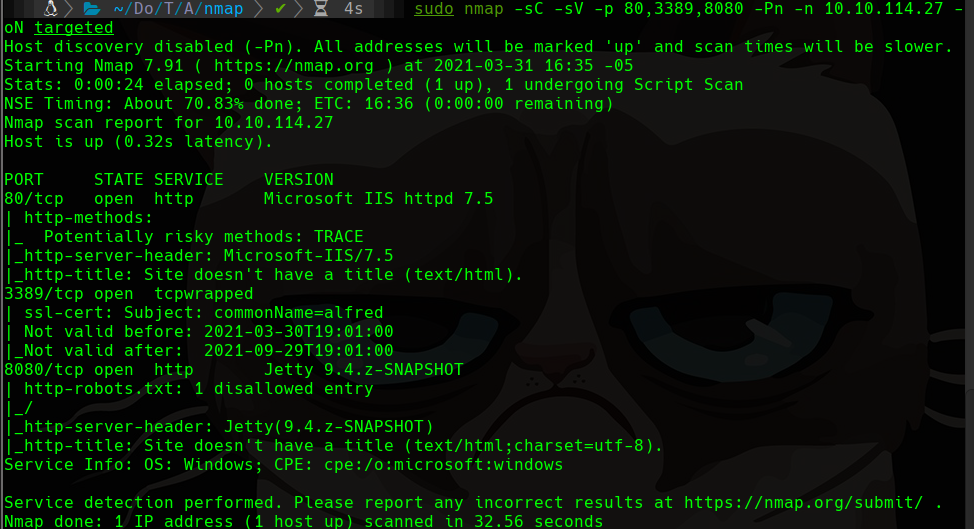 ~/Do/T/A/nmap ✔ 4s sudo nmap -sC -sV -p 80,3389,8080 -Pn -n 10.10.114.27 -
oN targeted
Host discovery disabled (-Pn). All addresses will be marked 'up' and scan times will be slower.
Starting Nmap 7.91 ( https://nmap.org ) at 2021-03-31 16:35 -05
Stats: 0:00:24 elapsed; 0 hosts completed (1 up), 1 undergoing Script Scan
NSE Timing: About 70.83% done; ETC: 16:36 (0:00:00 remaining)
Nmap scan report for 10.10.114.27
Host is up (0.32s latency).
PORT     STATE SERVICE    VERSION
80/tcp   open  http       Microsoft IIS httpd 7.5
| http-methods:
|_  Potentially risky methods: TRACE
|_http-server-header: Microsoft-IIS/7.5
|_http-title: Site doesn't have a title (text/html).
3389/tcp open  tcpwrapped
| ssl-cert: Subject: commonName=alfred
| Not valid before: 2021-03-30T19:01:00
|_Not valid after:  2021-09-29T19:01:00
8080/tcp open  http       Jetty 9.4.z-SNAPSHOT
| http-robots.txt: 1 disallowed entry
|_/
|_http-server-header: Jetty(9.4.z-SNAPSHOT)
|_http-title: Site doesn't have a title (text/html;charset=utf-8).
Service Info: OS: Windows; CPE: cpe:/o:microsoft:windows
Service detection performed. Please report any incorrect results at https://nmap.org/submit/ .
Nmap done: 1 IP address (1 host up) scanned in 32.56 seconds